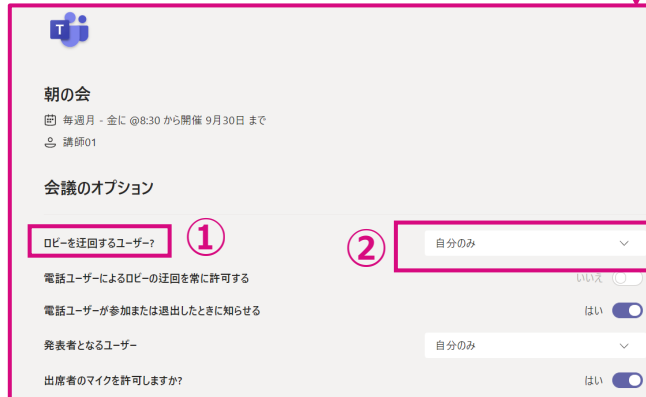 T
朝の会
毎週月 - 金に @8:30 から開催 9月30日 まで
講師01
会議のオプション
ロビーを迂回するユーザー? ① ② 自分のみ
電話ユーザーによるロビーの迂回を常に許可する いいえ
電話ユーザーが参加または退出したときに知らせる はい
発表者となるユーザー 自分のみ
出席者のマイクを許可しますか? はい